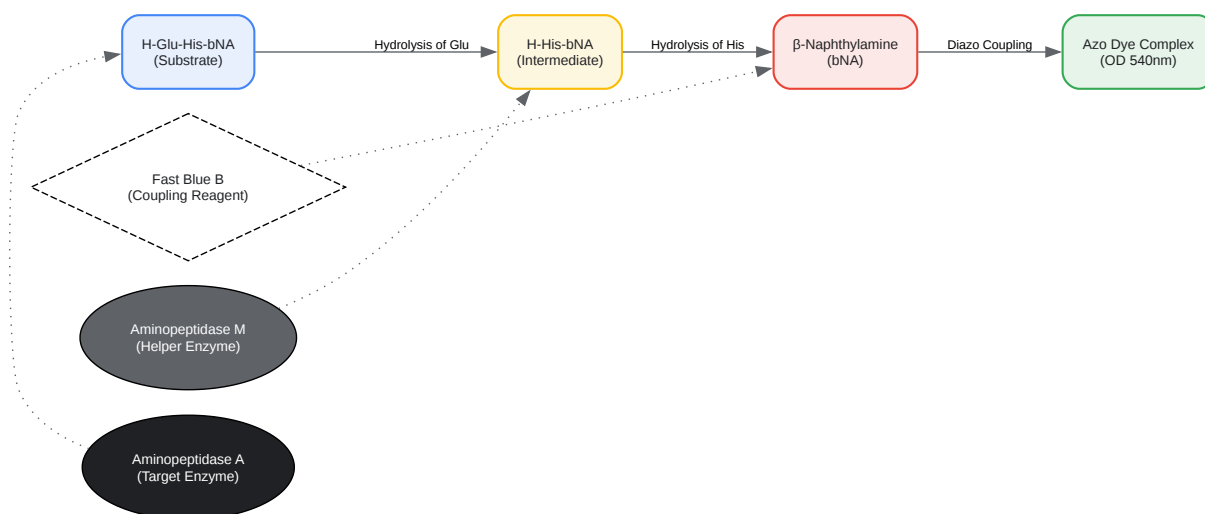 H-Glu-His-bNA
(Substrate)
Hydrolysis of Glu
H-His-bNA
(Intermediate)
Hydrolysis of His
β-Naphthylamine
(bNA)
Diazo Coupling
Azo Dye Complex
(OD 540nm)
Fast Blue B
(Coupling Reagent)
Aminopeptidase M
(Helper Enzyme)
Aminopeptidase A
(Target Enzyme)